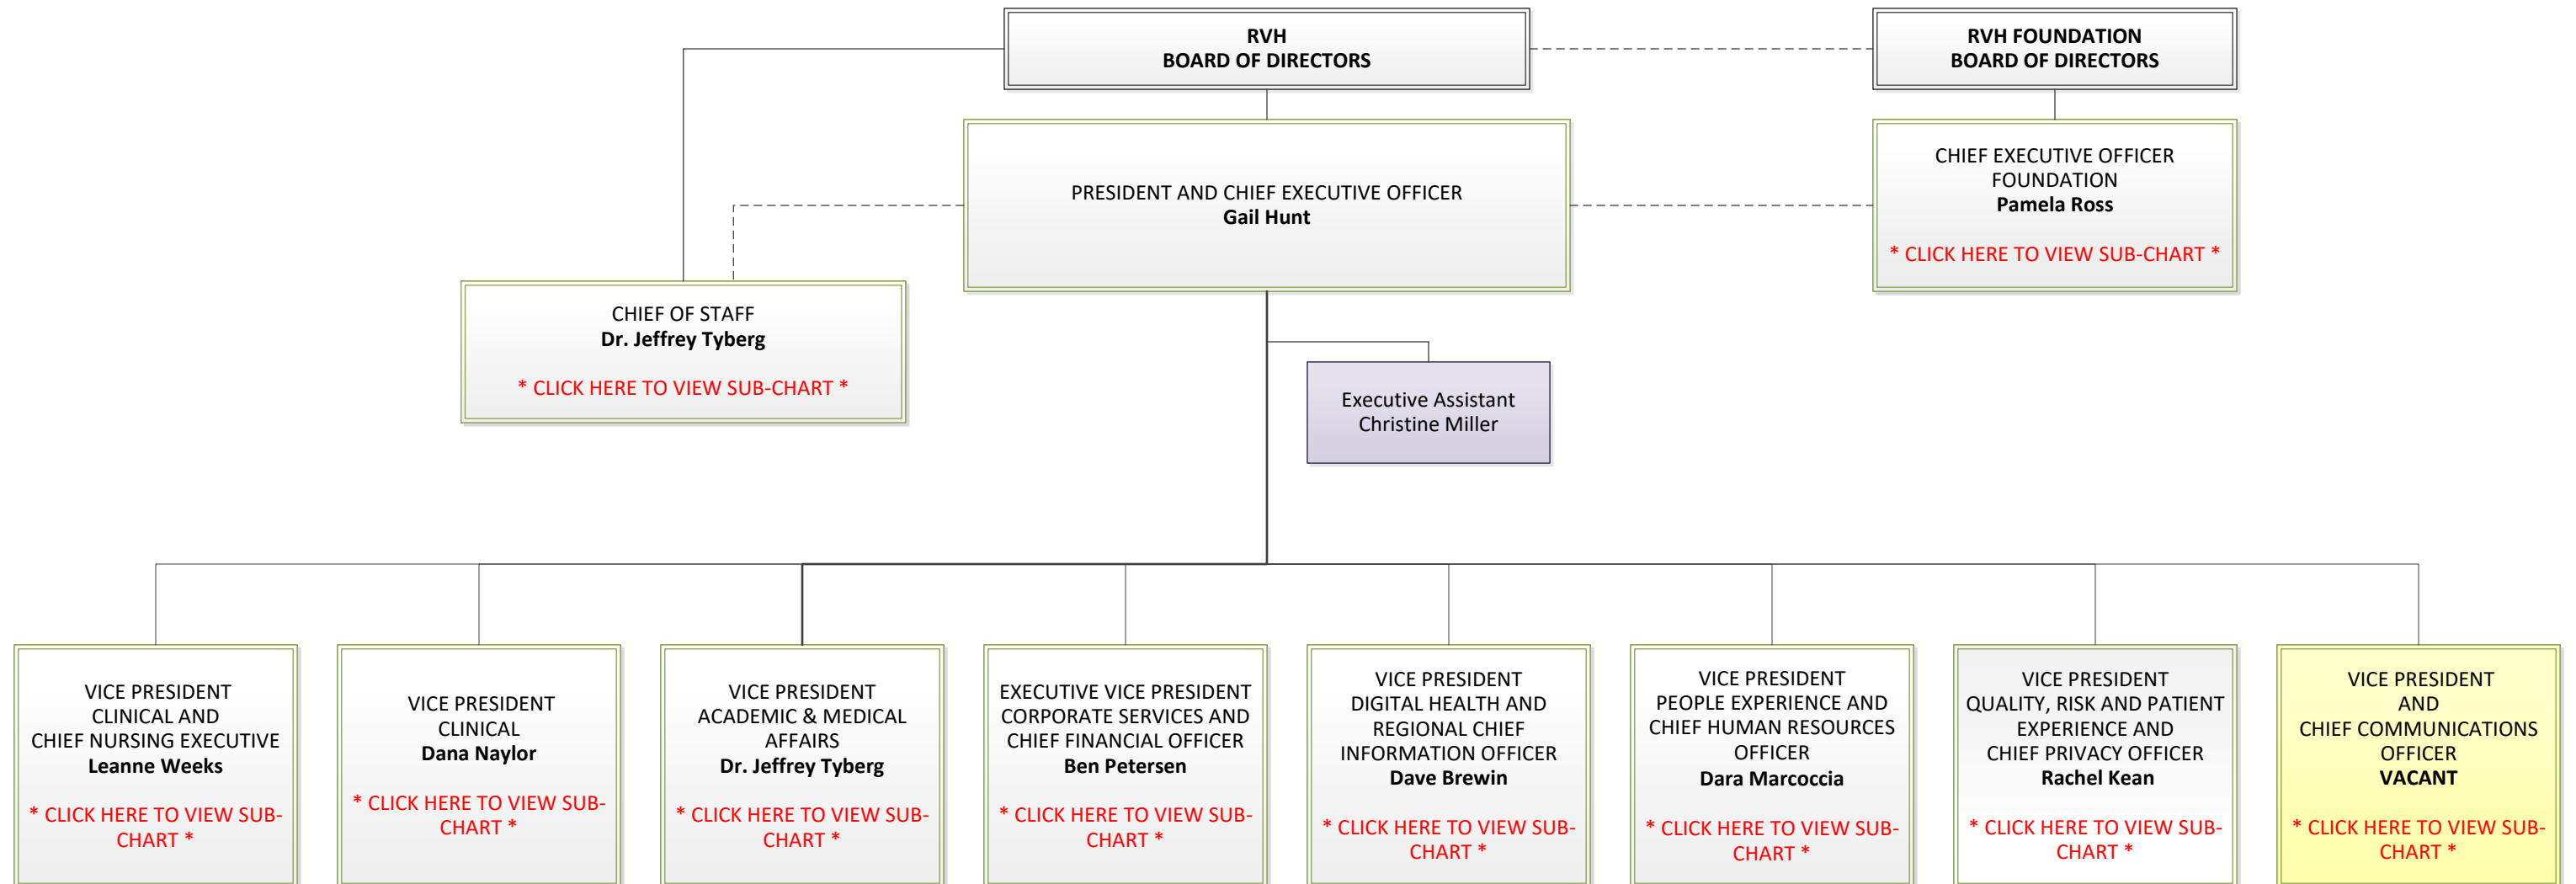 RVH
BOARD OF DIRECTORS
RVH FOUNDATION
BOARD OF DIRECTORS
PRESIDENT AND CHIEF EXECUTIVE OFFICER
Gail Hunt
CHIEF EXECUTIVE OFFICER
FOUNDATION
Pamela Ross
* CLICK HERE TO VIEW SUB-CHART *
CHIEF OF STAFF
Dr. Jeffrey Tyberg
* CLICK HERE TO VIEW SUB-CHART *
Executive Assistant
Christine Miller
VICE PRESIDENT
CLINICAL AND
CHIEF NURSING EXECUTIVE
Leanne Weeks
* CLICK HERE TO VIEW SUB-
CHART *
VICE PRESIDENT
CLINICAL
Dana Naylor
* CLICK HERE TO VIEW SUB-
CHART *
VICE PRESIDENT
ACADEMIC & MEDICAL
AFFAIRS
Dr. Jeffrey Tyberg
* CLICK HERE TO VIEW SUB-
CHART *
EXECUTIVE VICE PRESIDENT
CORPORATE SERVICES AND
CHIEF FINANCIAL OFFICER
Ben Petersen
* CLICK HERE TO VIEW SUB-
CHART *
VICE PRESIDENT
DIGITAL HEALTH AND
REGIONAL CHIEF
INFORMATION OFFICER
Dave Brewin
* CLICK HERE TO VIEW SUB-
CHART *
VICE PRESIDENT
PEOPLE EXPERIENCE AND
CHIEF HUMAN RESOURCES
OFFICER
Dara Marcoccia
* CLICK HERE TO VIEW SUB-
CHART *
VICE PRESIDENT
QUALITY, RISK AND PATIENT
EXPERIENCE AND
CHIEF PRIVACY OFFICER
Rachel Kean
* CLICK HERE TO VIEW SUB-
CHART *
VICE PRESIDENT
AND
CHIEF COMMUNICATIONS
OFFICER
VACANT
* CLICK HERE TO VIEW SUB-
CHART *